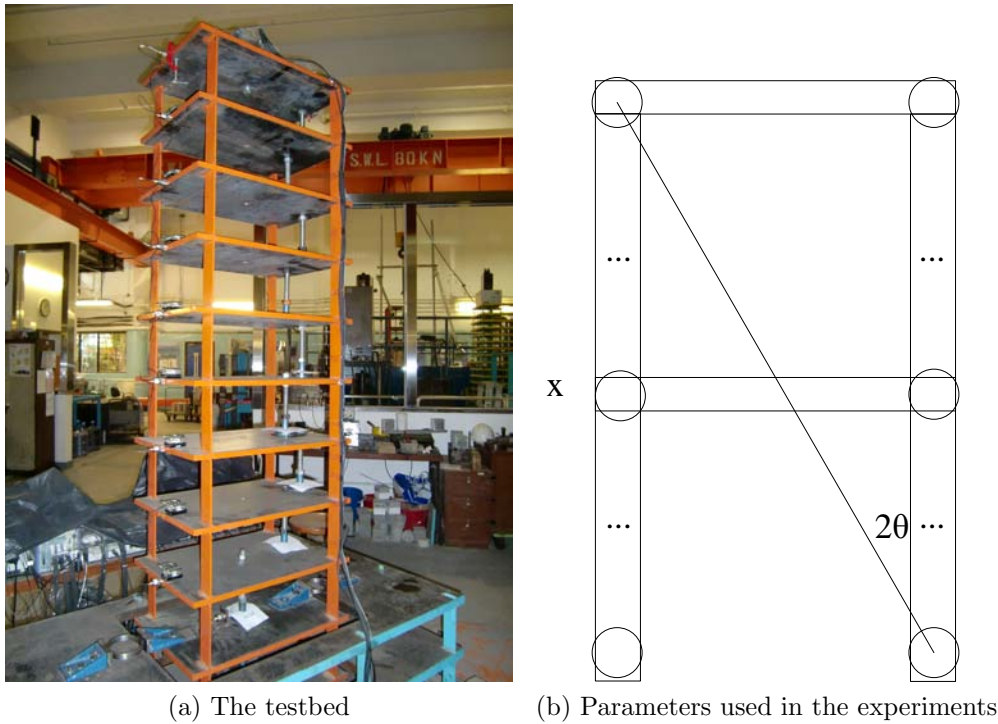 S.W.L. 80KN
...
...
x
2θ
...
...
(a) The testbed
(b) Parameters used in the experiments